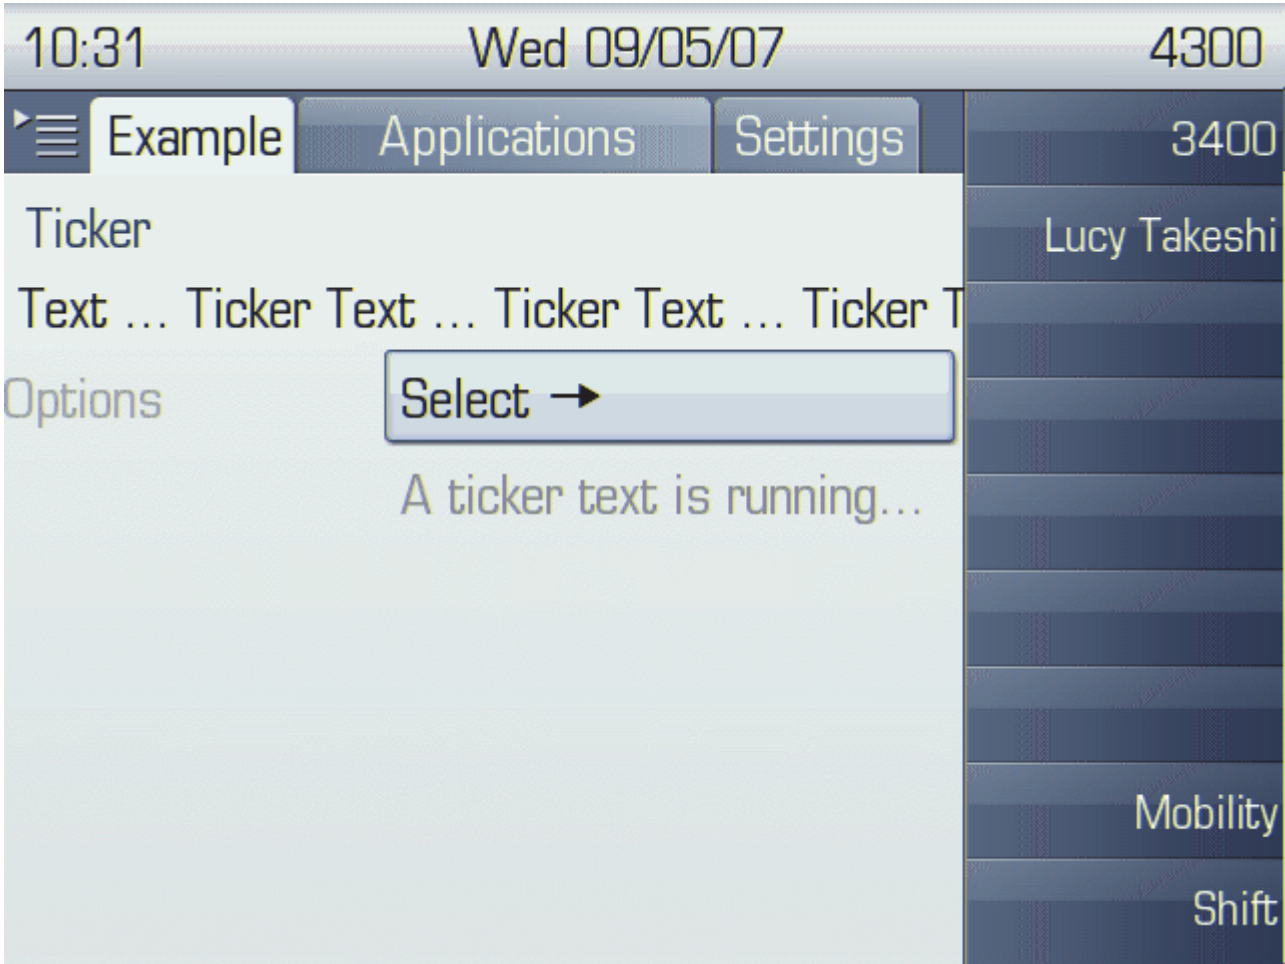 10:31 Wed 09/05/07 4300
Example Applications Settings
Ticker
Text ... Ticker Text ... Ticker Text ... Ticker T
Options Select →
A ticker text is running...
3400
Lucy Takeshi
Mobility
Shift